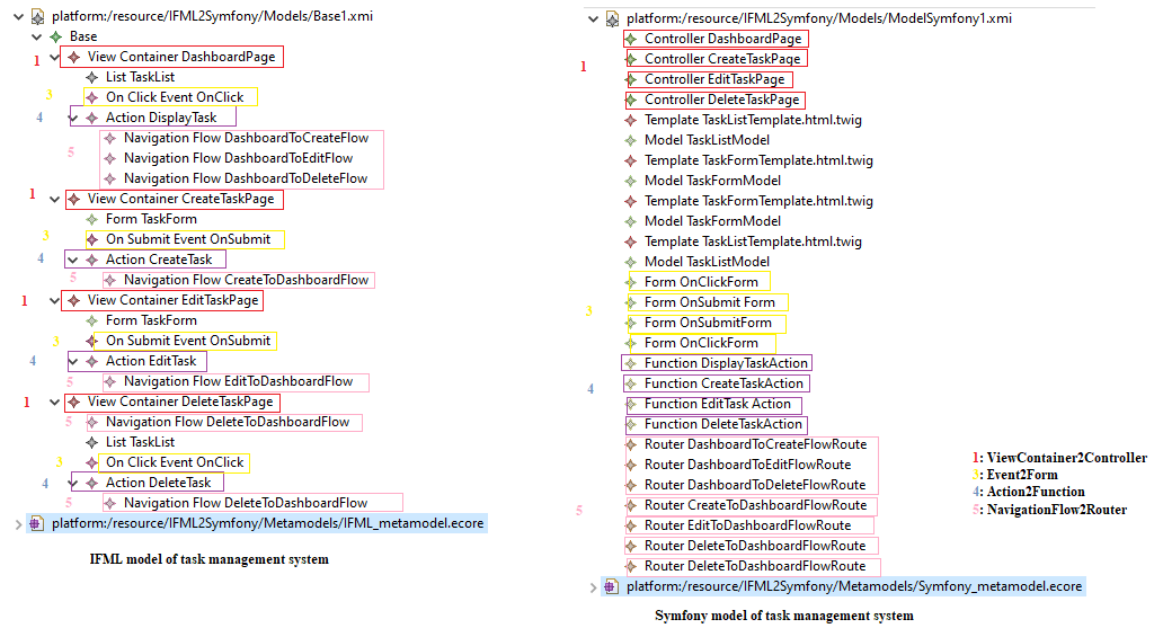 platform:/resource/IFML2Symfony/Models/Base1.xmi
Base
1 View Container DashboardPage
List TaskList
3 On Click Event OnClick
4 Action DisplayTask
Navigation Flow DashboardToCreateFlow
5 Navigation Flow DashboardToEditFlow
Navigation Flow DashboardToDeleteFlow
1 View Container CreateTaskPage
Form TaskForm
3 On Submit Event OnSubmit
4 Action CreateTask
5 Navigation Flow CreateToDashboardFlow
1 View Container EditTaskPage
Form TaskForm
3 On Submit Event OnSubmit
4 Action EditTask
5 Navigation Flow EditToDashboardFlow
1 View Container DeleteTaskPage
5 Navigation Flow DeleteToDashboardFlow
List TaskList
3 On Click Event OnClick
4 Action DeleteTask
5 Navigation Flow DeleteToDashboardFlow
platform:/resource/IFML2Symfony/Metamodels/IFML_metamodel.ecore
IFML model of task management system
platform:/resource/IFML2Symfony/Models/ModelSymfony1.xmi
Controller DashboardPage
1 Controller CreateTaskPage
Controller EditTaskPage
Controller DeleteTaskPage
Template TaskListTemplate.html.twig
Model TaskListModel
Template TaskFormTemplate.html.twig
Model TaskFormModel
Template TaskFormTemplate.html.twig
Model TaskFormModel
Template TaskListTemplate.html.twig
Model TaskListModel
Form OnClickForm
3 Form OnSubmit Form
Form OnSubmitForm
Form OnClickForm
Function DisplayTaskAction
4 Function CreateTaskAction
Function EditTask Action
Function DeleteTaskAction
Router DashboardToCreateFlowRoute
Router DashboardToEditFlowRoute
Router DashboardToDeleteFlowRoute
5 Router CreateToDashboardFlowRoute
Router EditToDashboardFlowRoute
Router DeleteToDashboardFlowRoute
Router DeleteToDashboardFlowRoute
platform:/resource/IFML2Symfony/Metamodels/Symfony_metamodel.ecore
Symfony model of task management system
1: ViewContainer2Controller
3: Event2Form
4: Action2Function
5: NavigationFlow2Router